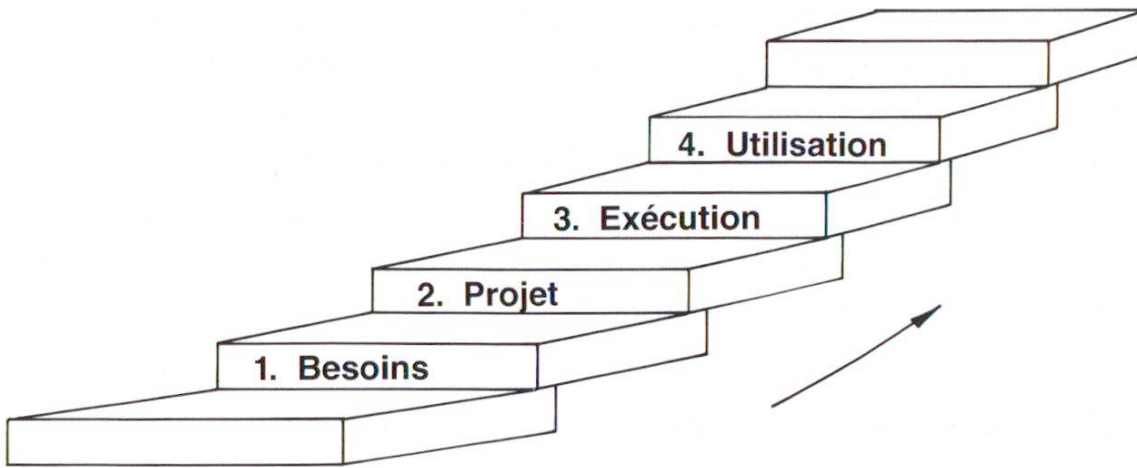 4. Utilisation
3. Exécution
2. Projet
1. Besoins